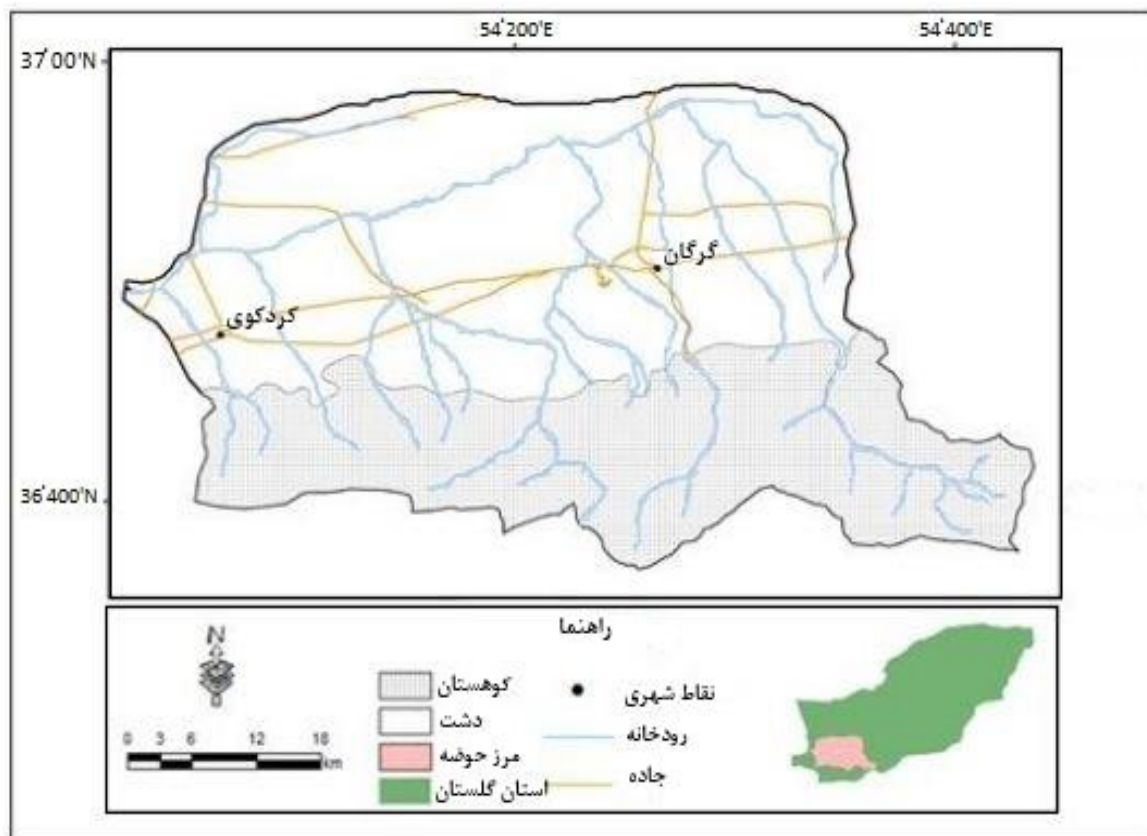 54°200'E
54°400'E
37°00'N
گرگان
کردکوی
36°400'N
راهنما
N
کوهستان
نقاط شهری
دشت
رودخانه
مرز حوضه
جاده
استان گلستان
0 3 6 12 18
km